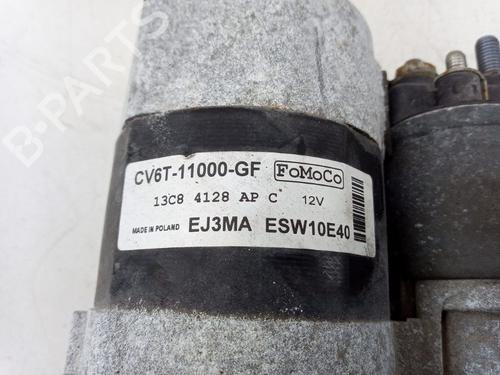 B-PARTS
CV6T-11000-GF FoMoCo
13C8 4128 AP C 12V
MADE IN POLAND EJ3MA ESW10E40